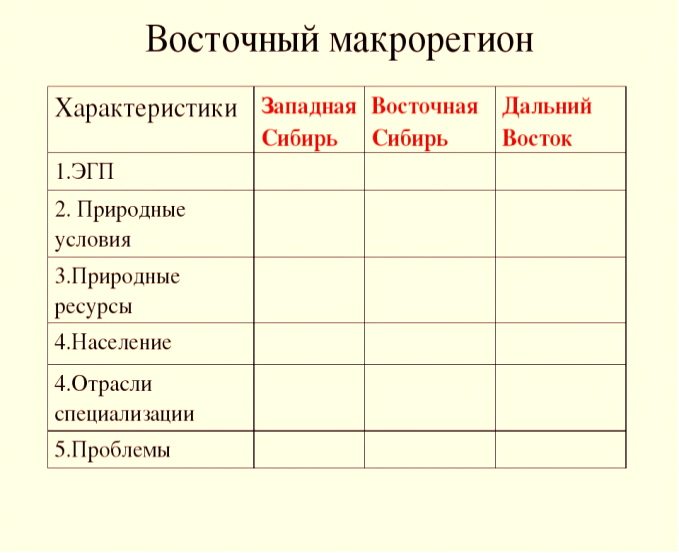 Восточный макрорегион
Характеристики
Западная
Сибирь
Восточная
Сибирь
Дальний
Восток
1.ЭГП
2. Природные
условия
3.Природные
ресурсы
4.Население
4.Отрасли
специализации
5.Проблемы